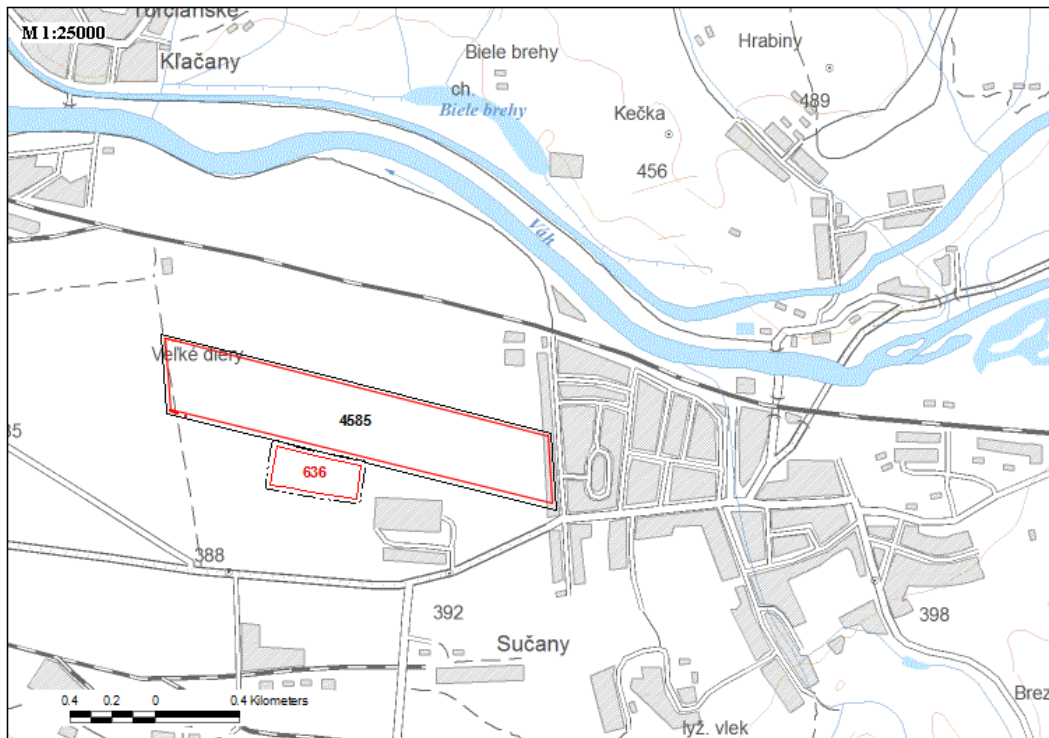 Turčianske
M 1:25000
Kľačany
Biele brehy
Hrabiny
ch.
Biele brehy
Kečka
489
456
Váh
Veľké diery
4585
636
388
392
398
Sučany
0.4 0.2 0 0.4 Kilometers
lyž. vlek
Brez